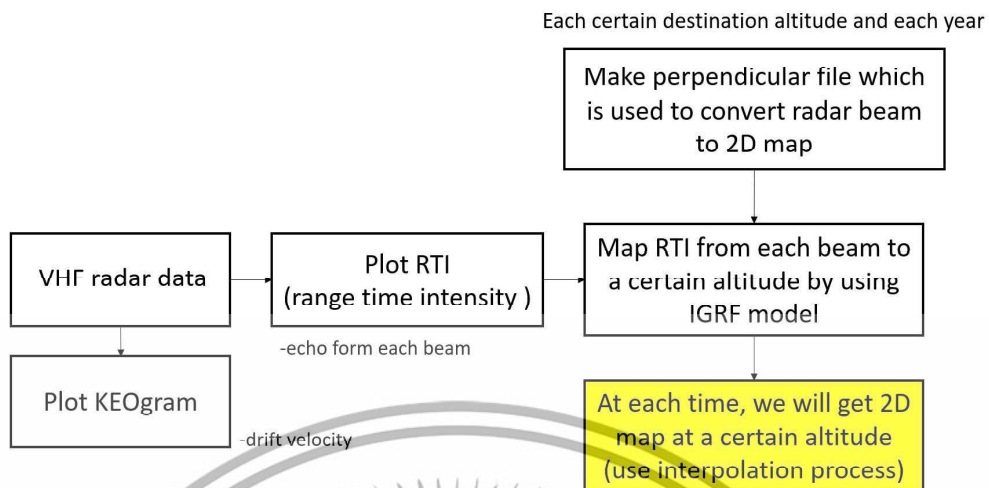 Each certain destination altitude and each year
Make perpendicular file which
is used to convert radar beam
to 2D map
VHF radar data
Plot RTI
(range time intensity )
-echo form each beam
Map RTI from each beam to
a certain altitude by using
IGRF model
Plot KEOgram
-drift velocity
At each time, we will get 2D
map at a certain altitude
(use interpolation process)